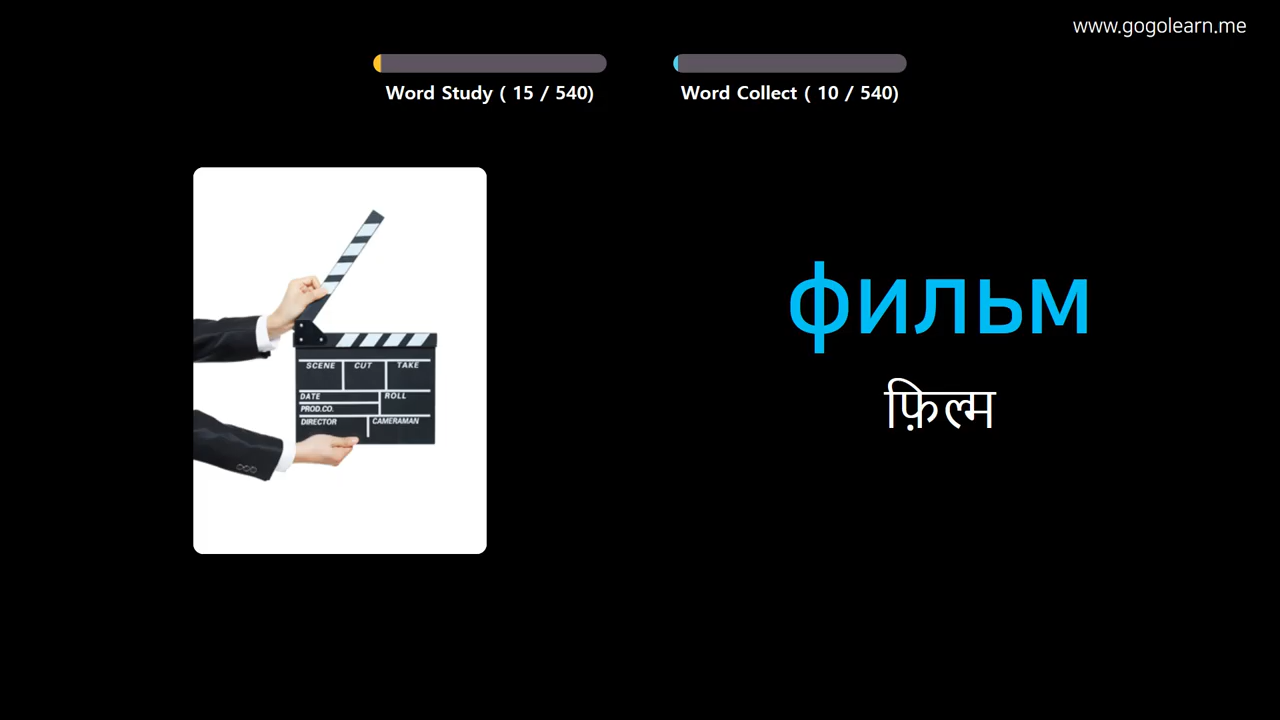 www.gogolearn.me
Word Study ( 15 / 540)
Word Collect ( 10 / 540)
SCENE CUT TAKE
DATE ROLL
PROD.CO.
DIRECTOR CAMERAMAN
фильм
फ़िल्म